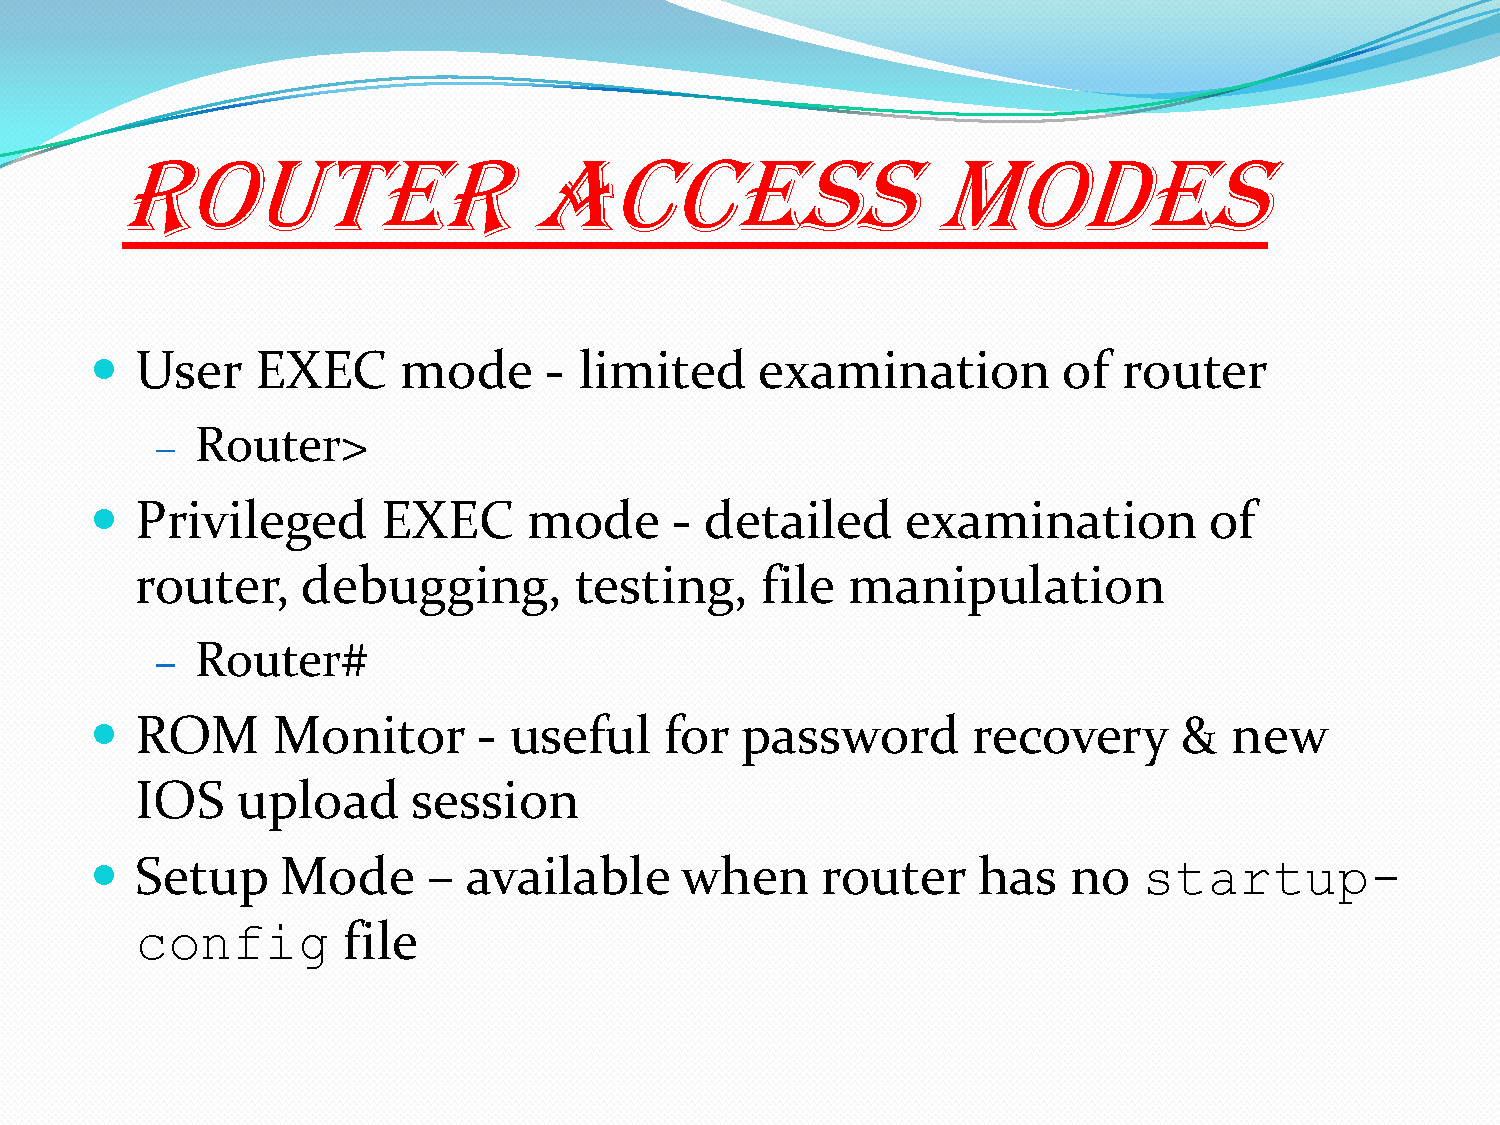 ROUTER ACCESS MODES
• User EXEC mode - limited examination of router
– Router>
• Privileged EXEC mode - detailed examination of
router, debugging, testing, file manipulation
– Router#
• ROM Monitor - useful for password recovery & new
IOS upload session
• Setup Mode – available when router has no startup-
config file